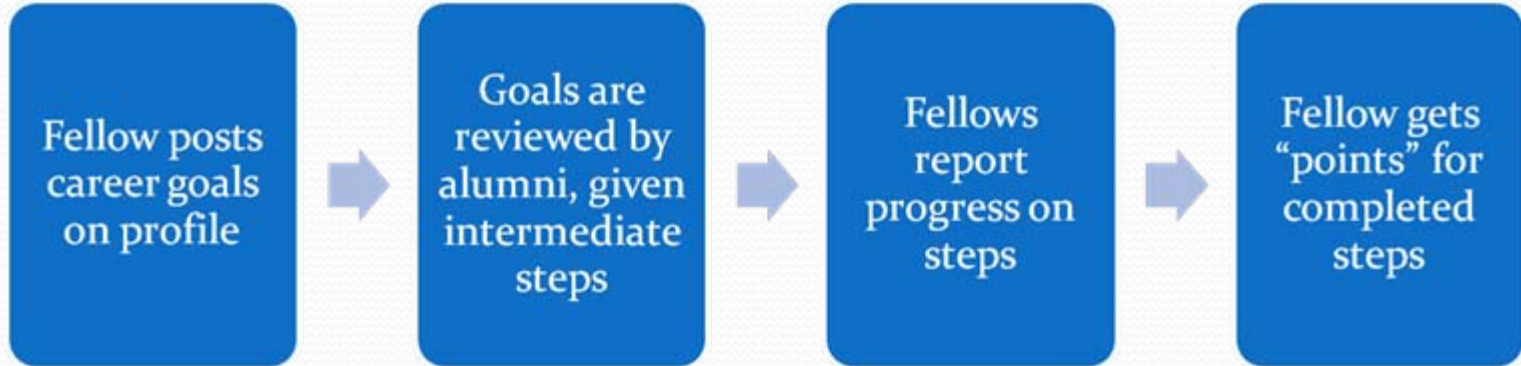 Fellow posts
career goals
on profile
Goals are
reviewed by
alumni, given
intermediate
steps
Fellows
report
progress on
steps
Fellow gets
“points” for
completed
steps